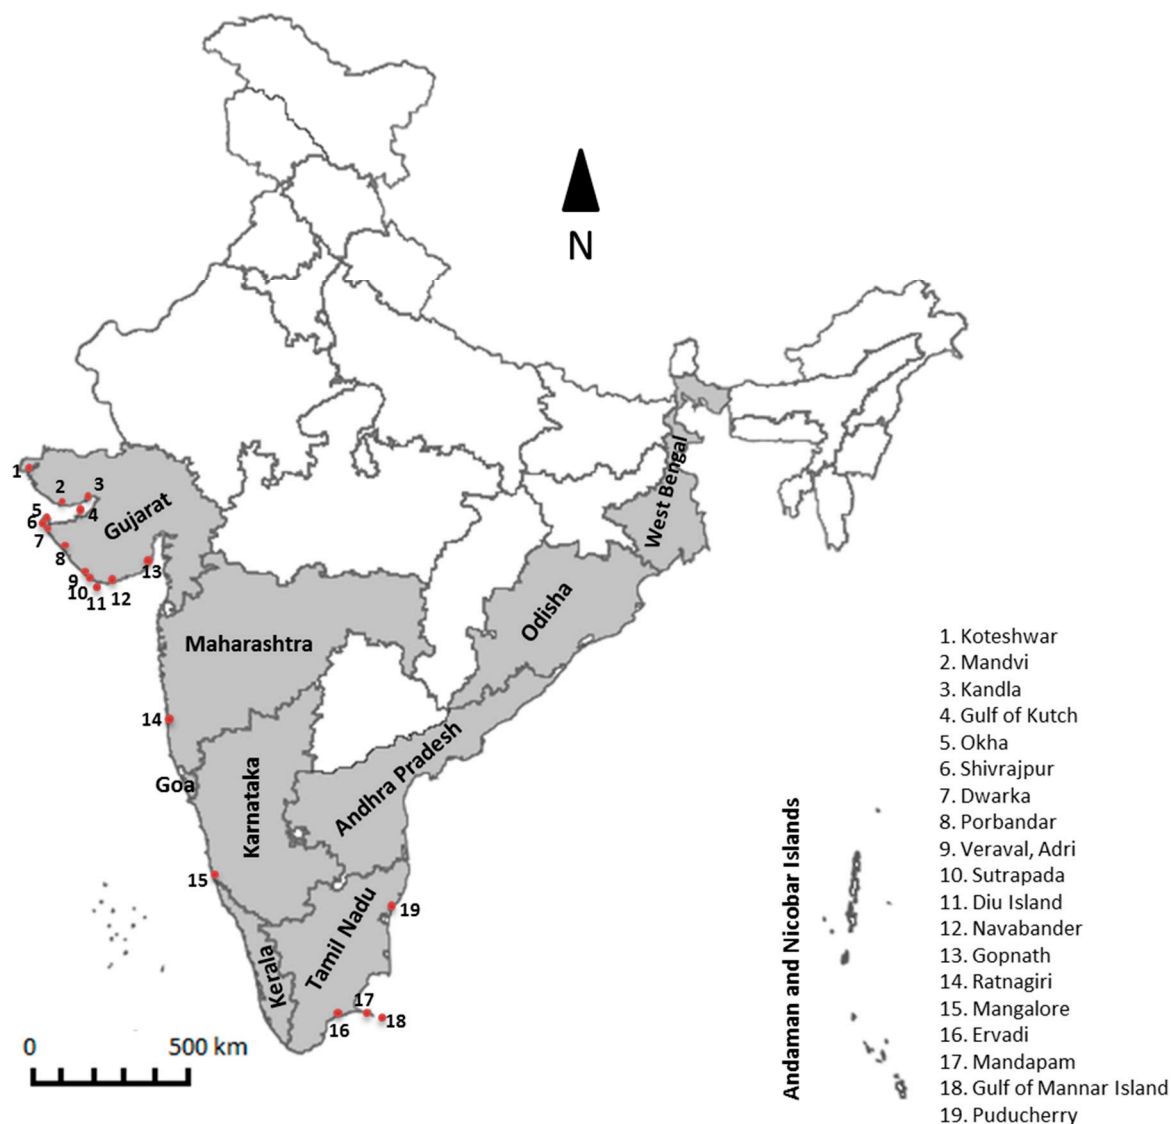 N
1
2
3
4
5
6
7
8
9
10
11
12
13
Gujarat
West Bengal
Odisha
Maharashtra
14
Goa
Karnataka
Andhra Pradesh
15
Kerala
Tamil Nadu
19
16
17
18
0 500 km
Andaman and Nicobar Islands
1. Koteshwar
2. Mandvi
3. Kandla
4. Gulf of Kutch
5. Okha
6. Shivrajpur
7. Dwarka
8. Porbandar
9. Veraval, Adri
10. Sutrapada
11. Diu Island
12. Navabander
13. Gopnath
14. Ratnagiri
15. Mangalore
16. Ervadi
17. Mandapam
18. Gulf of Mannar Island
19. Puducherry